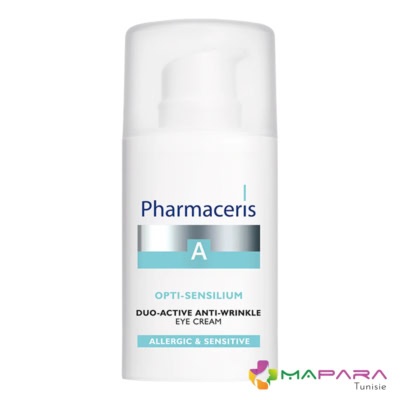 Pharmaceris
A
OPTI-SENSILIUM
DUO-ACTIVE ANTI-WRINKLE
EYE CREAM
ALLERGIC & SENSITIVE
MAPARA
Tunisie